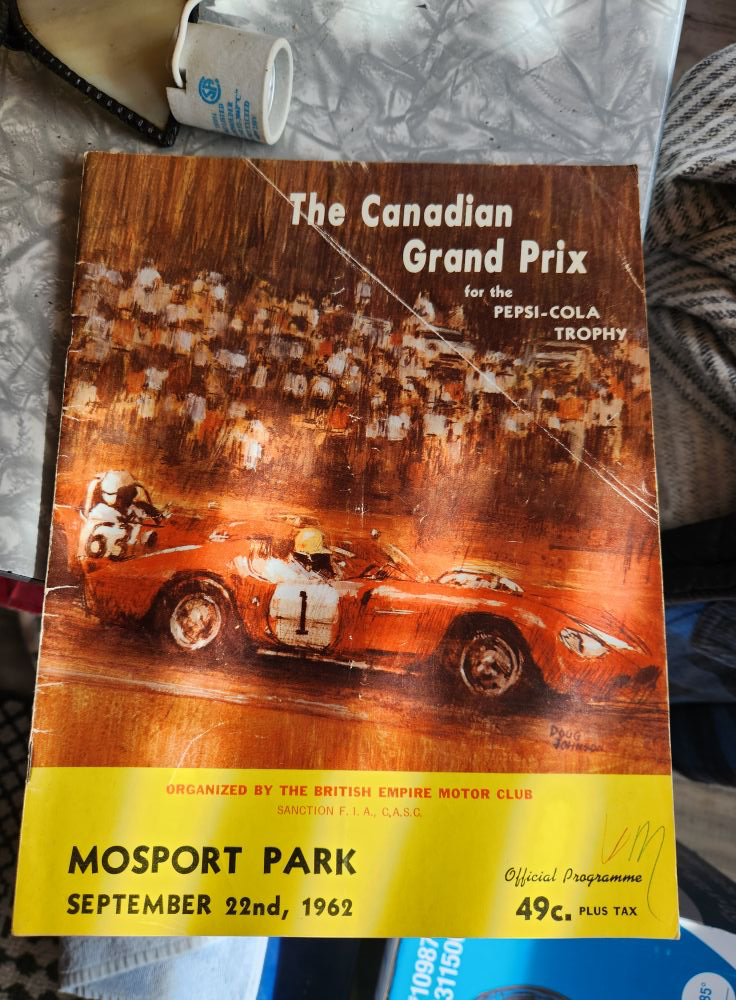 The Canadian
Grand Prix
for the
PEPSI-COLA
TROPHY
63
1
DOUG
JOHNSON
ORGANIZED BY THE BRITISH EMPIRE MOTOR CLUB
SANCTION F. I. A., C.A.S.C.
MOSPORT PARK
SEPTEMBER 22nd, 1962
Official Programme
49c. PLUS TAX